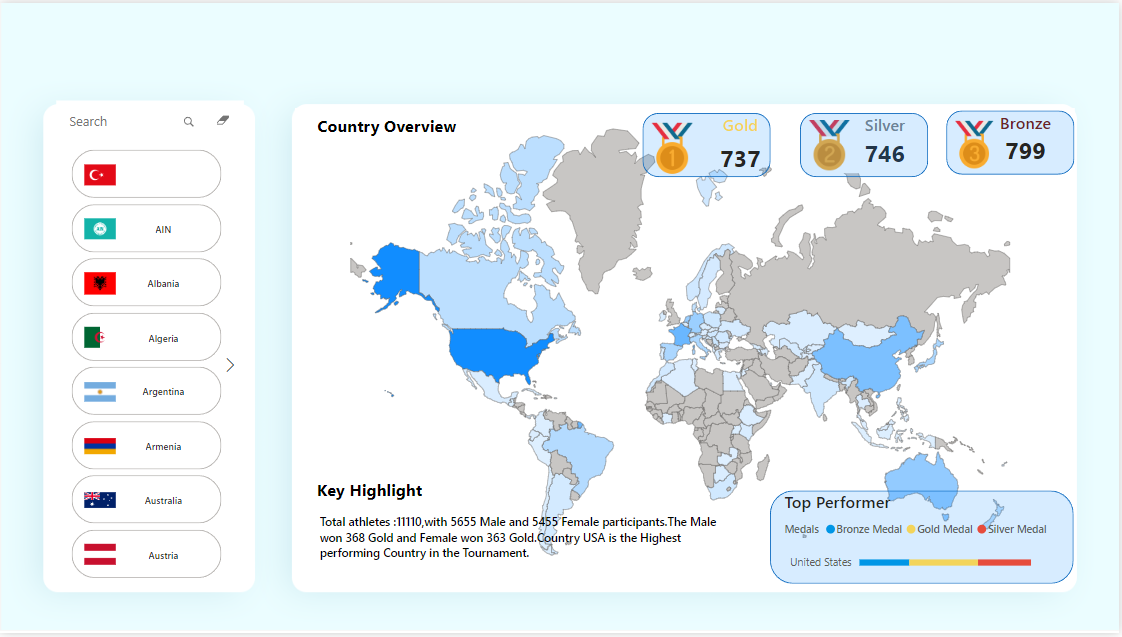 Search
AIN
Albania
Algeria
Argentina
Armenia
Australia
Austria
Country Overview
Gold
737
Silver
746
Bronze
799
1
2
3
Key Highlight
Total athletes :11110,with 5655 Male and 5455 Female participants.The Male
won 368 Gold and Female won 363 Gold.Country USA is the Highest
performing Country in the Tournament.
Top Performer
Medals Bronze Medal Gold Medal Silver Medal
United States